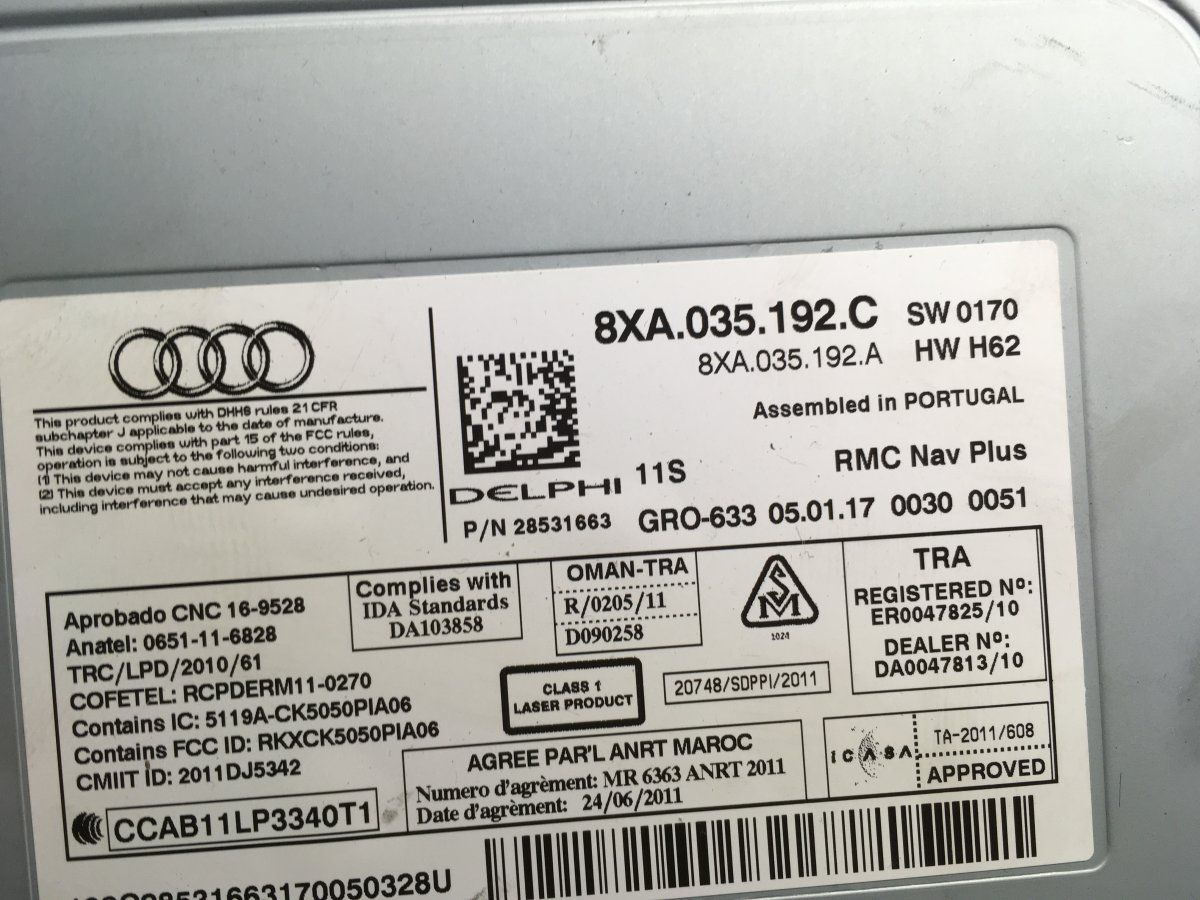 8XA.035.192.C SW 0170
8XA.035.192.A HW H62
Assembled in PORTUGAL
This product complies with DHHS rules 21 CFR
subchapter J applicable to the date of manufacture.
This device complies with part 15 of the FCC rules,
operation is subject to the following two conditions:
(1) This device may not cause harmful interference, and
(2) This device must accept any interference received,
including interference that may cause undesired operation.
DELPHI 11S RMC Nav Plus
P/N 28531663 GRO-633 05.01.17 0030 0051
Aprobado CNC 16-9528
Anatel: 0651-11-6828
TRC/LPD/2010/61
COFETEL: RCPDERM11-0270
Contains IC: 5119A-CK5050PIA06
Contains FCC ID: RKXCK5050PIA06
CMIIT ID: 2011DJ5342
CCAB11LP3340T1
Complies with
IDA Standards
DA103858
OMAN-TRA
R/0205/11
D090258
SM
1024
TRA
REGISTERED Nº:
ER0047825/10
DEALER Nº:
DA0047813/10
CLASS 1
LASER PRODUCT
20748/SDPPI/2011
AGREE PAR'L ANRT MAROC
Numero d'agrèment: MR 6363 ANRT 2011
Date d'agrèment: 24/06/2011
ICASA
TA-2011/608
APPROVED
28531663170050328U